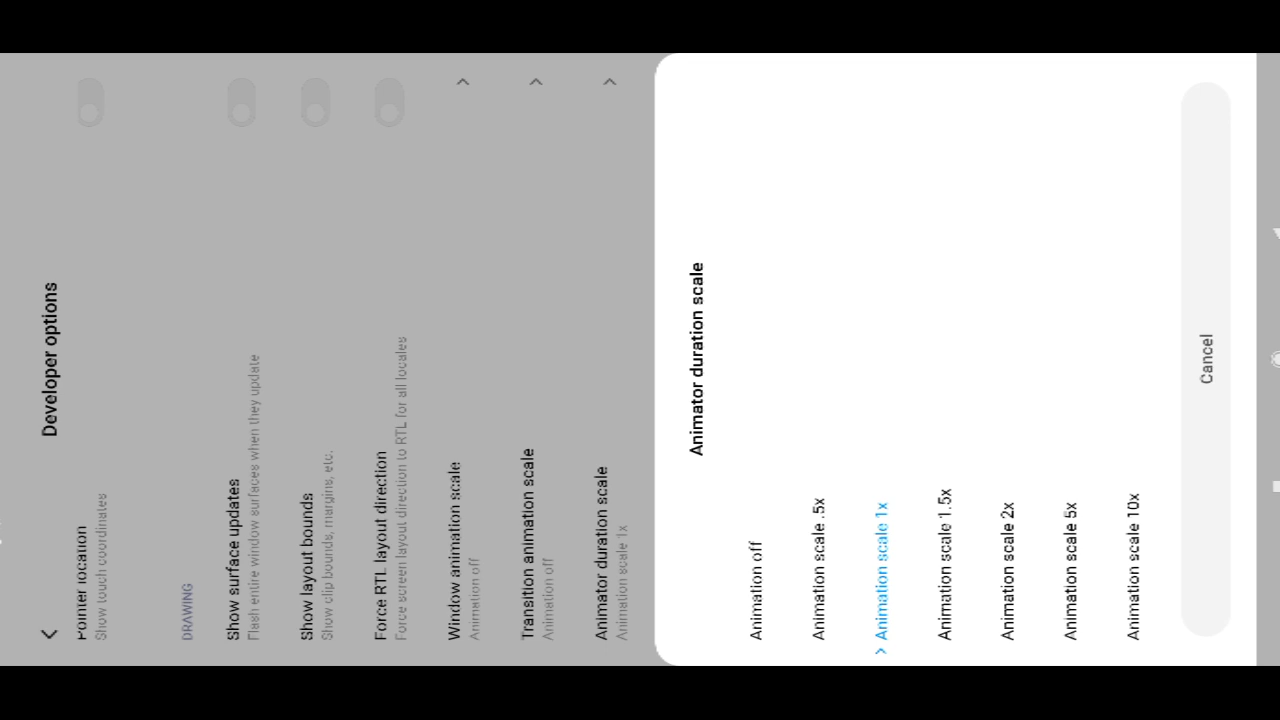 Developer options
Pointer location
Show touch coordinates
DRAWING
Show surface updates
Flash entire window surfaces when they update
Show layout bounds
Show clip bounds, margins, etc.
Force RTL layout direction
Force screen layout direction to RTL for all locales
Window animation scale
Animation off
Transition animation scale
Animation off
Animator duration scale
Animation scale 1x
Animator duration scale
Animation off
Animation scale .5x
Animation scale 1x
Animation scale 1.5x
Animation scale 2x
Animation scale 5x
Animation scale 10x
Cancel